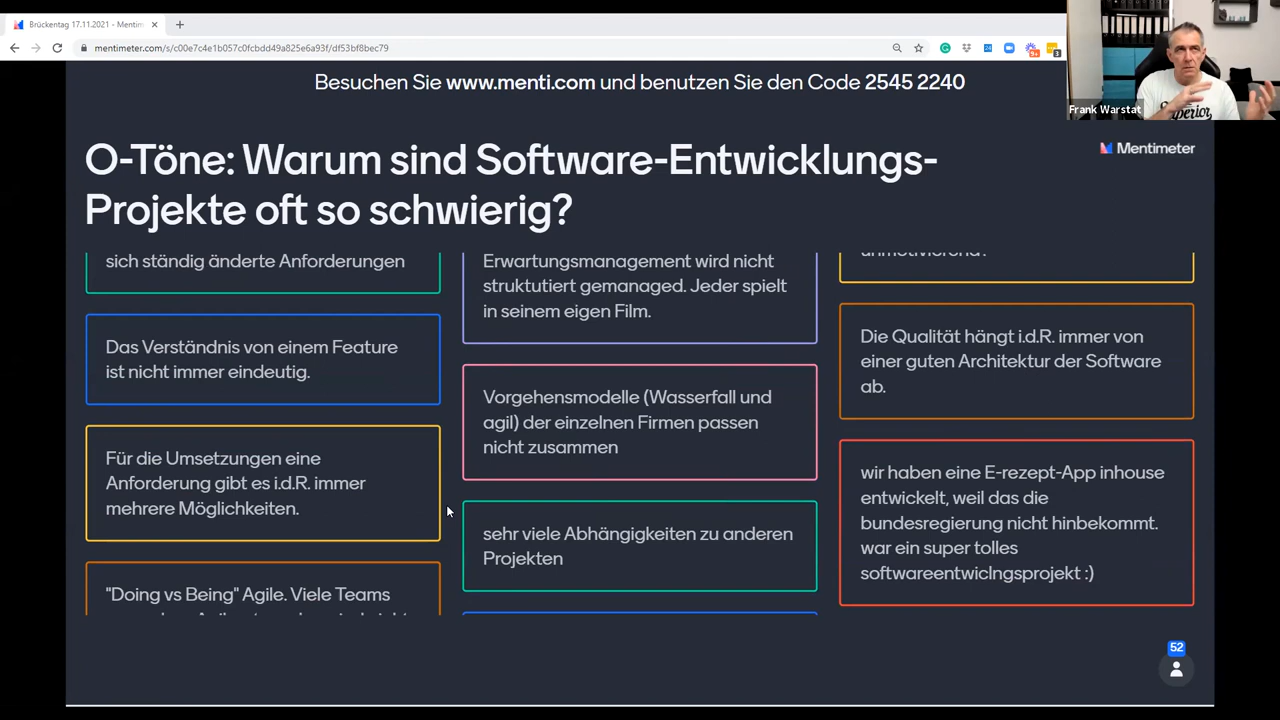 Brückentag 17.11.2021 - Mentim
mentimeter.com/s/c00e7c4e1b057c0fcbdd49a825e6a93f/df53bf8bec79
Besuchen Sie www.menti.com und benutzen Sie den Code 2545 2240
Superior
Frank Warstat
Mentimeter
O-Töne: Warum sind Software-Entwicklungs-
Projekte oft so schwierig?
sich ständig änderte Anforderungen
Das Verständnis von einem Feature
ist nicht immer eindeutig.
Für die Umsetzungen eine
Anforderung gibt es i.d.R. immer
mehrere Möglichkeiten.
"Doing vs Being" Agile. Viele Teams
Erwartungsmanagement wird nicht
struktutiert gemanaged. Jeder spielt
in seinem eigen Film.
Vorgehensmodelle (Wasserfall und
agil) der einzelnen Firmen passen
nicht zusammen
sehr viele Abhängigkeiten zu anderen
Projekten
unmotivierend?
Die Qualität hängt i.d.R. immer von
einer guten Architektur der Software
ab.
wir haben eine E-rezept-App inhouse
entwickelt, weil das die
bundesregierung nicht hinbekommt.
war ein super tolles
softwareentwiclngsprojekt :)
52